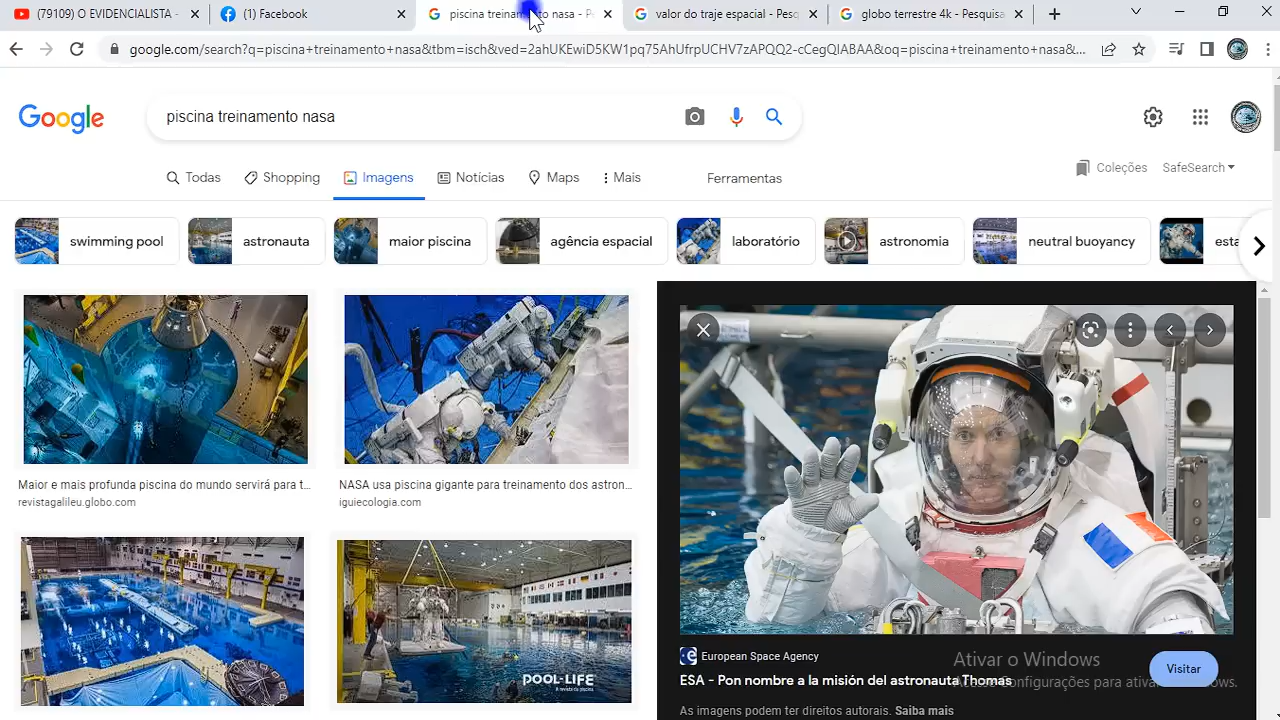 (79109) O EVIDENCIALISTA -
(1) Facebook
piscina treinamento nasa - P
valor do traje espacial - Pesq
globo terrestre 4k - Pesquisa
google.com/search?q=piscina+treinamento+nasa&tbm=isch&ved=2ahUKEwiD5KW1pq75AhUfrpUCHV7zAPQQ2-cCegQIABAA&oq=piscina+treinamento+nasa&...
Google
piscina treinamento nasa
Coleções
SafeSearch
Todas
Shopping
Imagens
Notícias
Maps
Mais
Ferramentas
swimming pool
astronauta
maior piscina
agência espacial
laboratório
astronomia
neutral buoyancy
esta
Maior e mais profunda piscina do mundo servirá para t...
revistagalileu.globo.com
NASA usa piscina gigante para treinamento dos astron...
iguiecologia.com
POOL-LIFE
European Space Agency
ESA - Pon nombre a la misión del astronauta Thomas
Visitar
Ativar o Windows
As imagens podem ter direitos autorais. Saiba mais